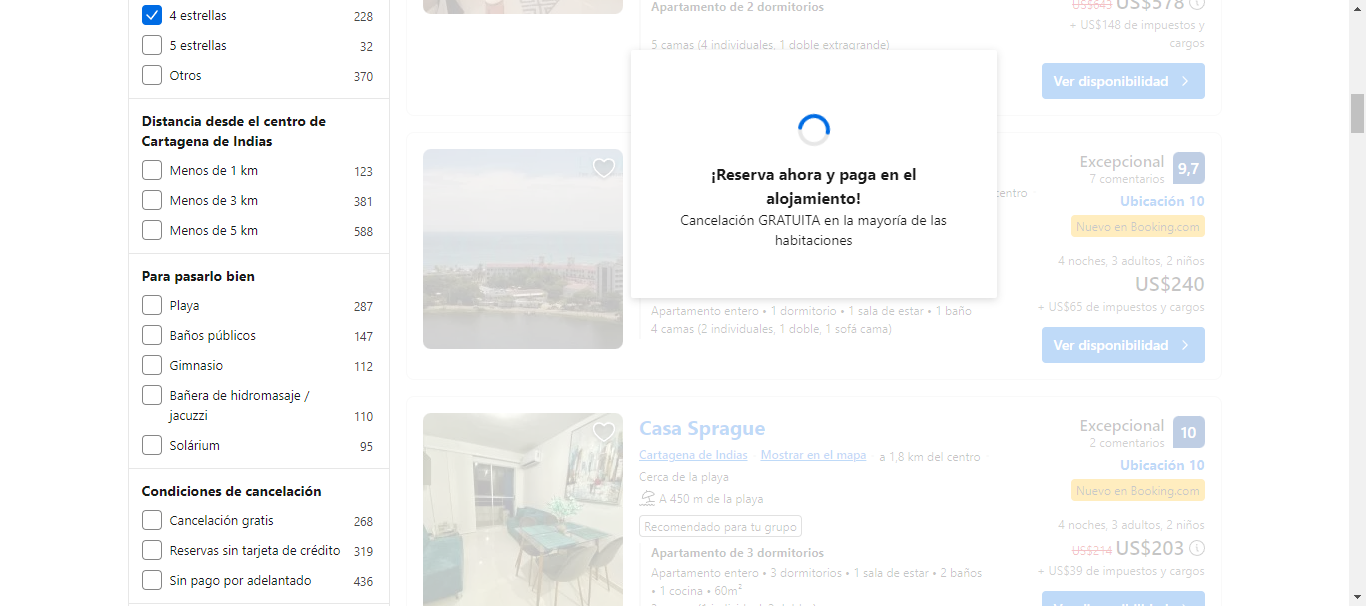 4 estrellas 228
5 estrellas 32
Otros 370
Distancia desde el centro de
Cartagena de Indias
Menos de 1 km 123
Menos de 3 km 381
Menos de 5 km 588
Para pasarlo bien
Playa 287
Baños públicos 147
Gimnasio 112
Bañera de hidromasaje /
jacuzzi 110
Solárium 95
Condiciones de cancelación
Cancelación gratis 268
Reservas sin tarjeta de crédito 319
Sin pago por adelantado 436
Apartamento de 2 dormitorios
5 camas (4 individuales, 1 doble extragrande)
US$643 US$578
+ US$148 de impuestos y
cargos
Ver disponibilidad
¡Reserva ahora y paga en el
alojamiento!
Cancelación GRATUITA en la mayoría de las
habitaciones
centro
Apartamento entero • 1 dormitorio • 1 sala de estar • 1 baño
4 camas (2 individuales, 1 doble, 1 sofá cama)
Excepcional 9,7
7 comentarios
Ubicación 10
Nuevo en Booking.com
4 noches, 3 adultos, 2 niños
US$240
+ US$65 de impuestos y cargos
Ver disponibilidad
Casa Sprague
Cartagena de Indias Mostrar en el mapa a 1,8 km del centro
Cerca de la playa
A 450 m de la playa
Recomendado para tu grupo
Apartamento de 3 dormitorios
Apartamento entero • 3 dormitorios • 1 sala de estar • 2 baños
• 1 cocina • 60m²
Excepcional 10
2 comentarios
Ubicación 10
Nuevo en Booking.com
4 noches, 3 adultos, 2 niños
US$214 US$203
+ US$39 de impuestos y cargos